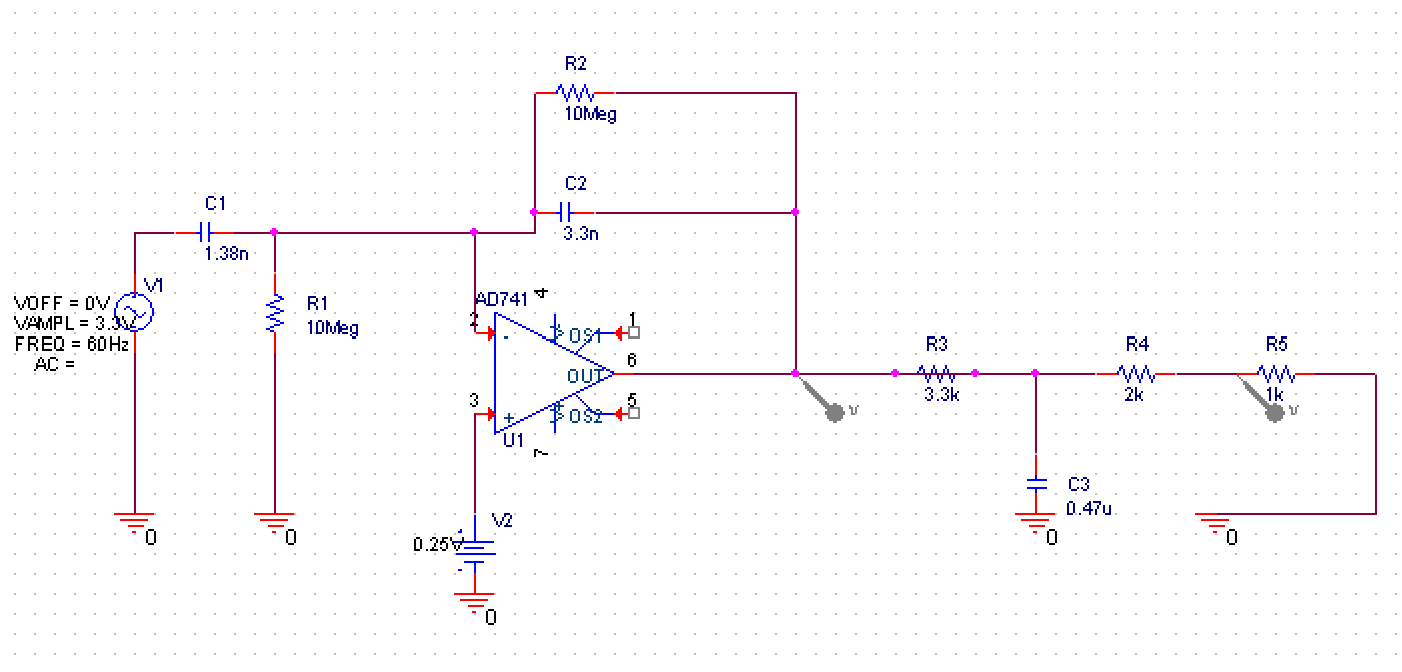 R2
10Meg
C1
1.38n
C2
3.3n
V1
VOFF = 0V
VAMPL = 3.3V
FREQ = 60Hz
AC =
R1
10Meg
AD741
4
2
-
OS1
1
OUT
6
3
+
OS2
5
U1
7
V
R3
3.3k
R4
2k
R5
1k
V
C3
0.47u
V2
0.25V
0
0
0
0
0